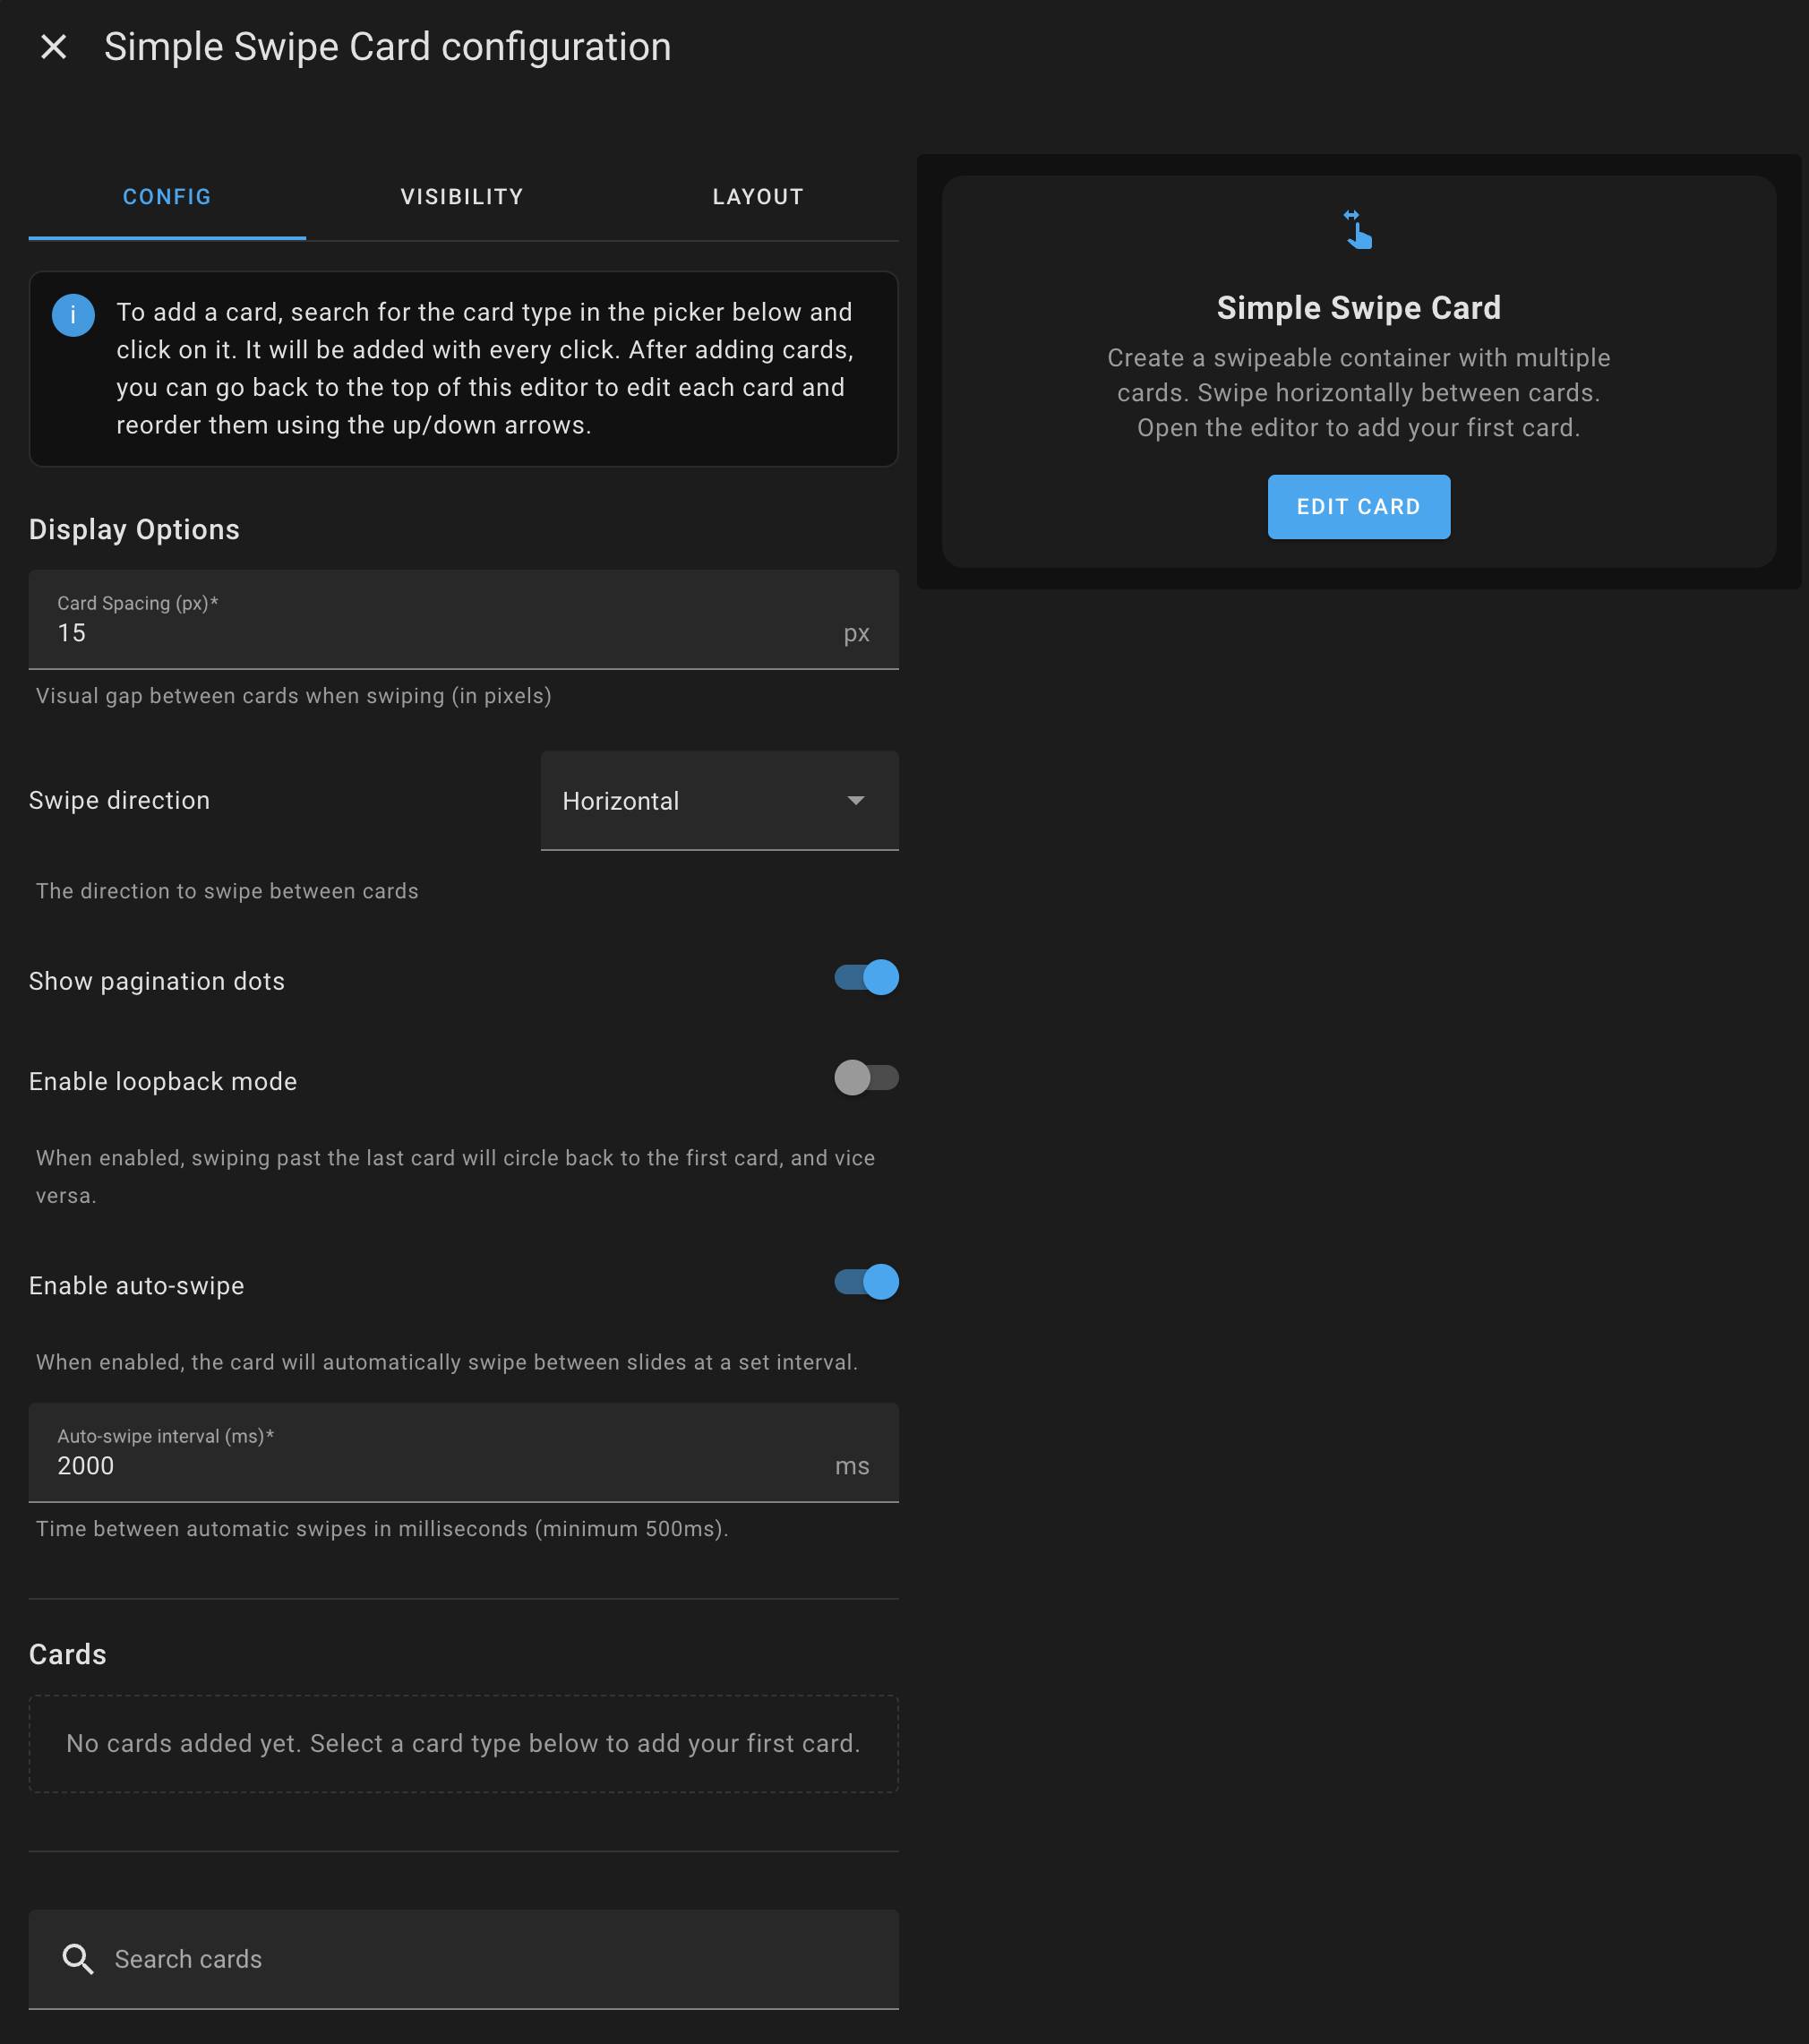 Simple Swipe Card configuration
CONFIG
VISIBILITY
LAYOUT
i
To add a card, search for the card type in the picker below and
click on it. It will be added with every click. After adding cards,
you can go back to the top of this editor to edit each card and
reorder them using the up/down arrows.
Display Options
Card Spacing (px)*
15
px
Visual gap between cards when swiping (in pixels)
Swipe direction
Horizontal
The direction to swipe between cards
Show pagination dots
Enable loopback mode
When enabled, swiping past the last card will circle back to the first card, and vice
versa.
Enable auto-swipe
When enabled, the card will automatically swipe between slides at a set interval.
Auto-swipe interval (ms)*
2000
ms
Time between automatic swipes in milliseconds (minimum 500ms).
Cards
No cards added yet. Select a card type below to add your first card.
Search cards
Simple Swipe Card
Create a swipeable container with multiple
cards. Swipe horizontally between cards.
Open the editor to add your first card.
EDIT CARD